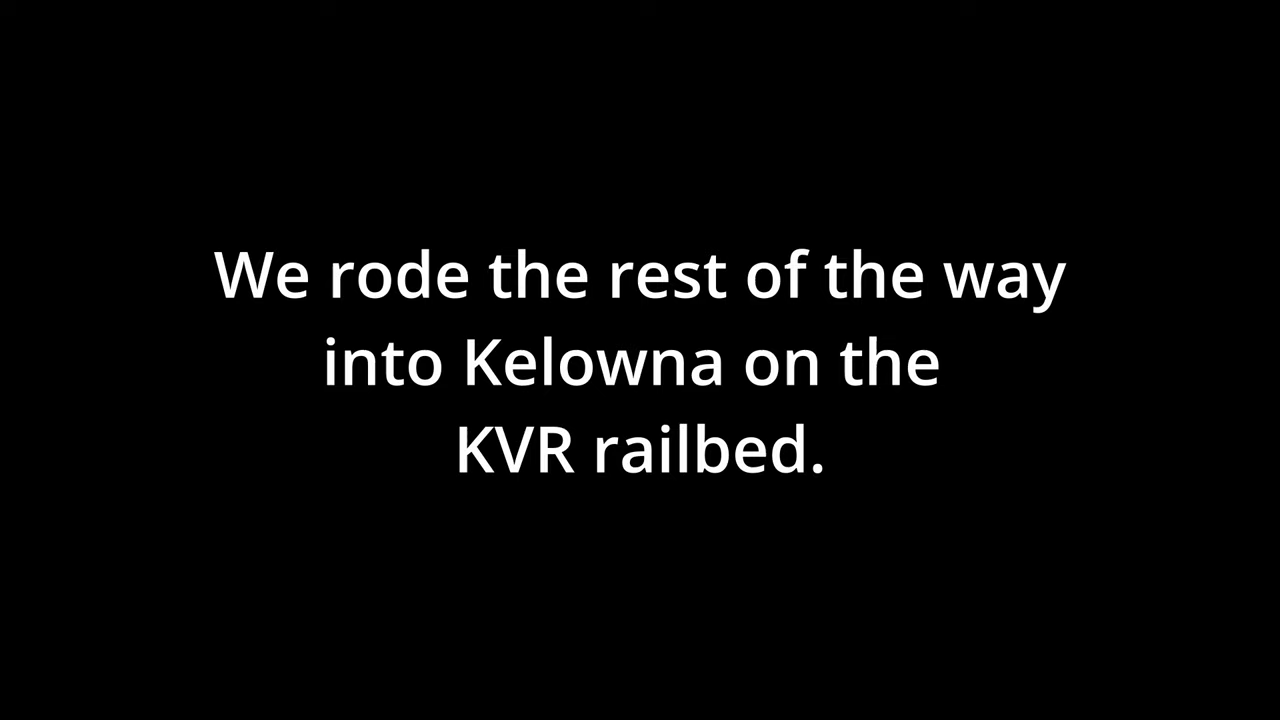 We rode the rest of the way
into Kelowna on the
KVR railbed.